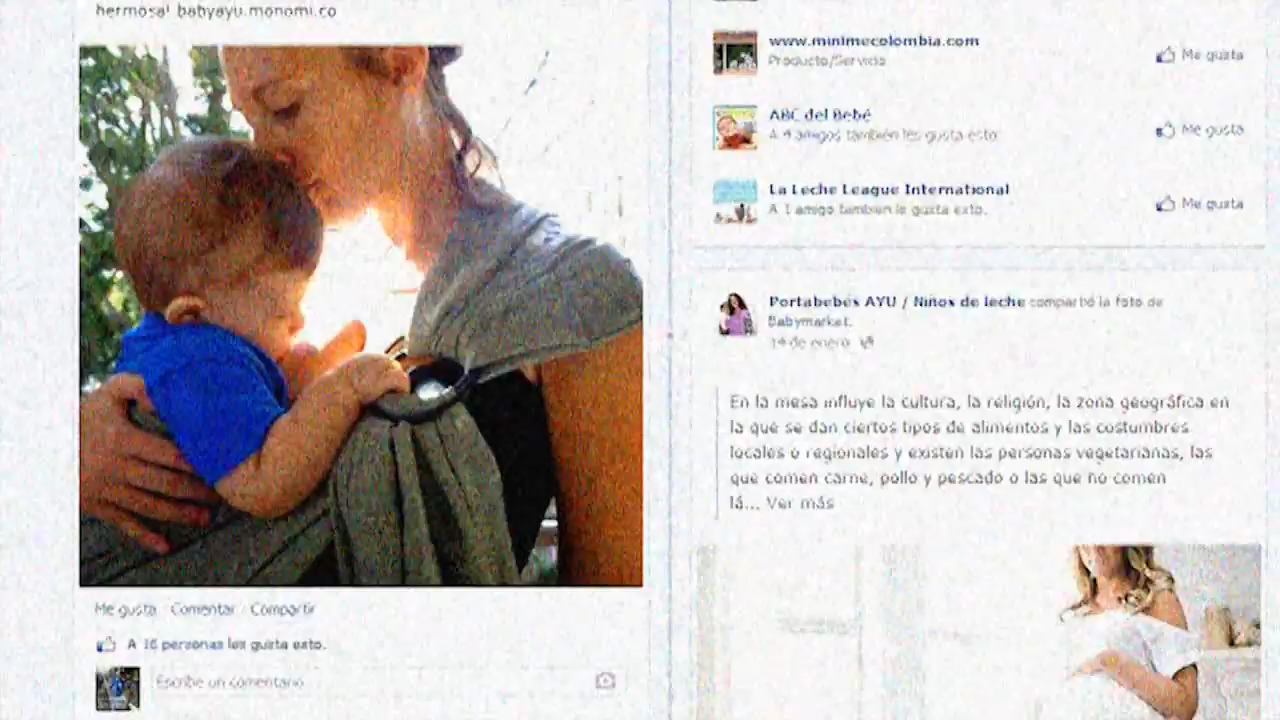 hermosa! babyayu.monomi.co
Me gusta · Comentar · Compartir
A 16 personas les gusta esto.
Escribe un comentario
www.minimecolombia.com
Producto/Servicio
Me gusta
ABC del Bebé
A 4 amigos también les gusta esto.
Me gusta
La Leche League International
A 1 amigo también le gusta esto.
Me gusta
Portabebés AYU / Niños de leche compartió la foto de
Babymarket.
19 de enero
En la mesa influye la cultura, la religión, la zona geográfica en
la que se dan ciertos tipos de alimentos y las costumbres
locales o regionales y existen las personas vegetarianas, las
que comen carne, pollo y pescado o las que no comen
lá... Ver más